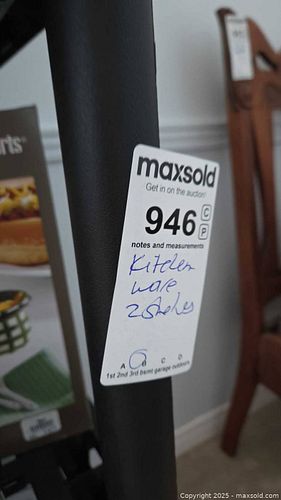 rts™
maxsold
Get in on the auction!
946 C
P
notes and measurements
Kitchen
ware
2 Shelves
A B C D
1st 2nd 3rd bsmt garage outdoors
Copyright © 2025 - maxsold.com